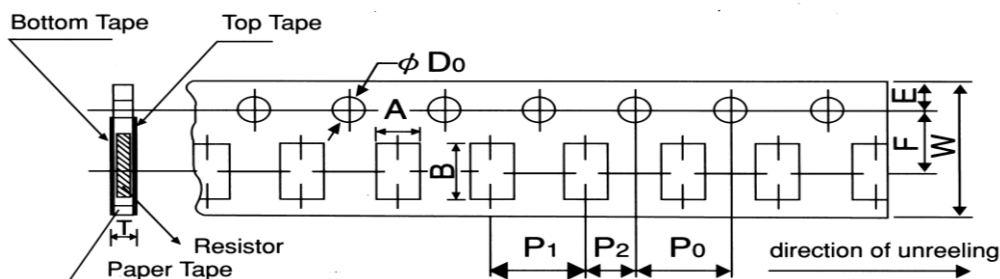 Bottom Tape
Top Tape
ϕ D0
A
B
E
F
W
T
Resistor
Paper Tape
P1
P2
P0
direction of unreeling